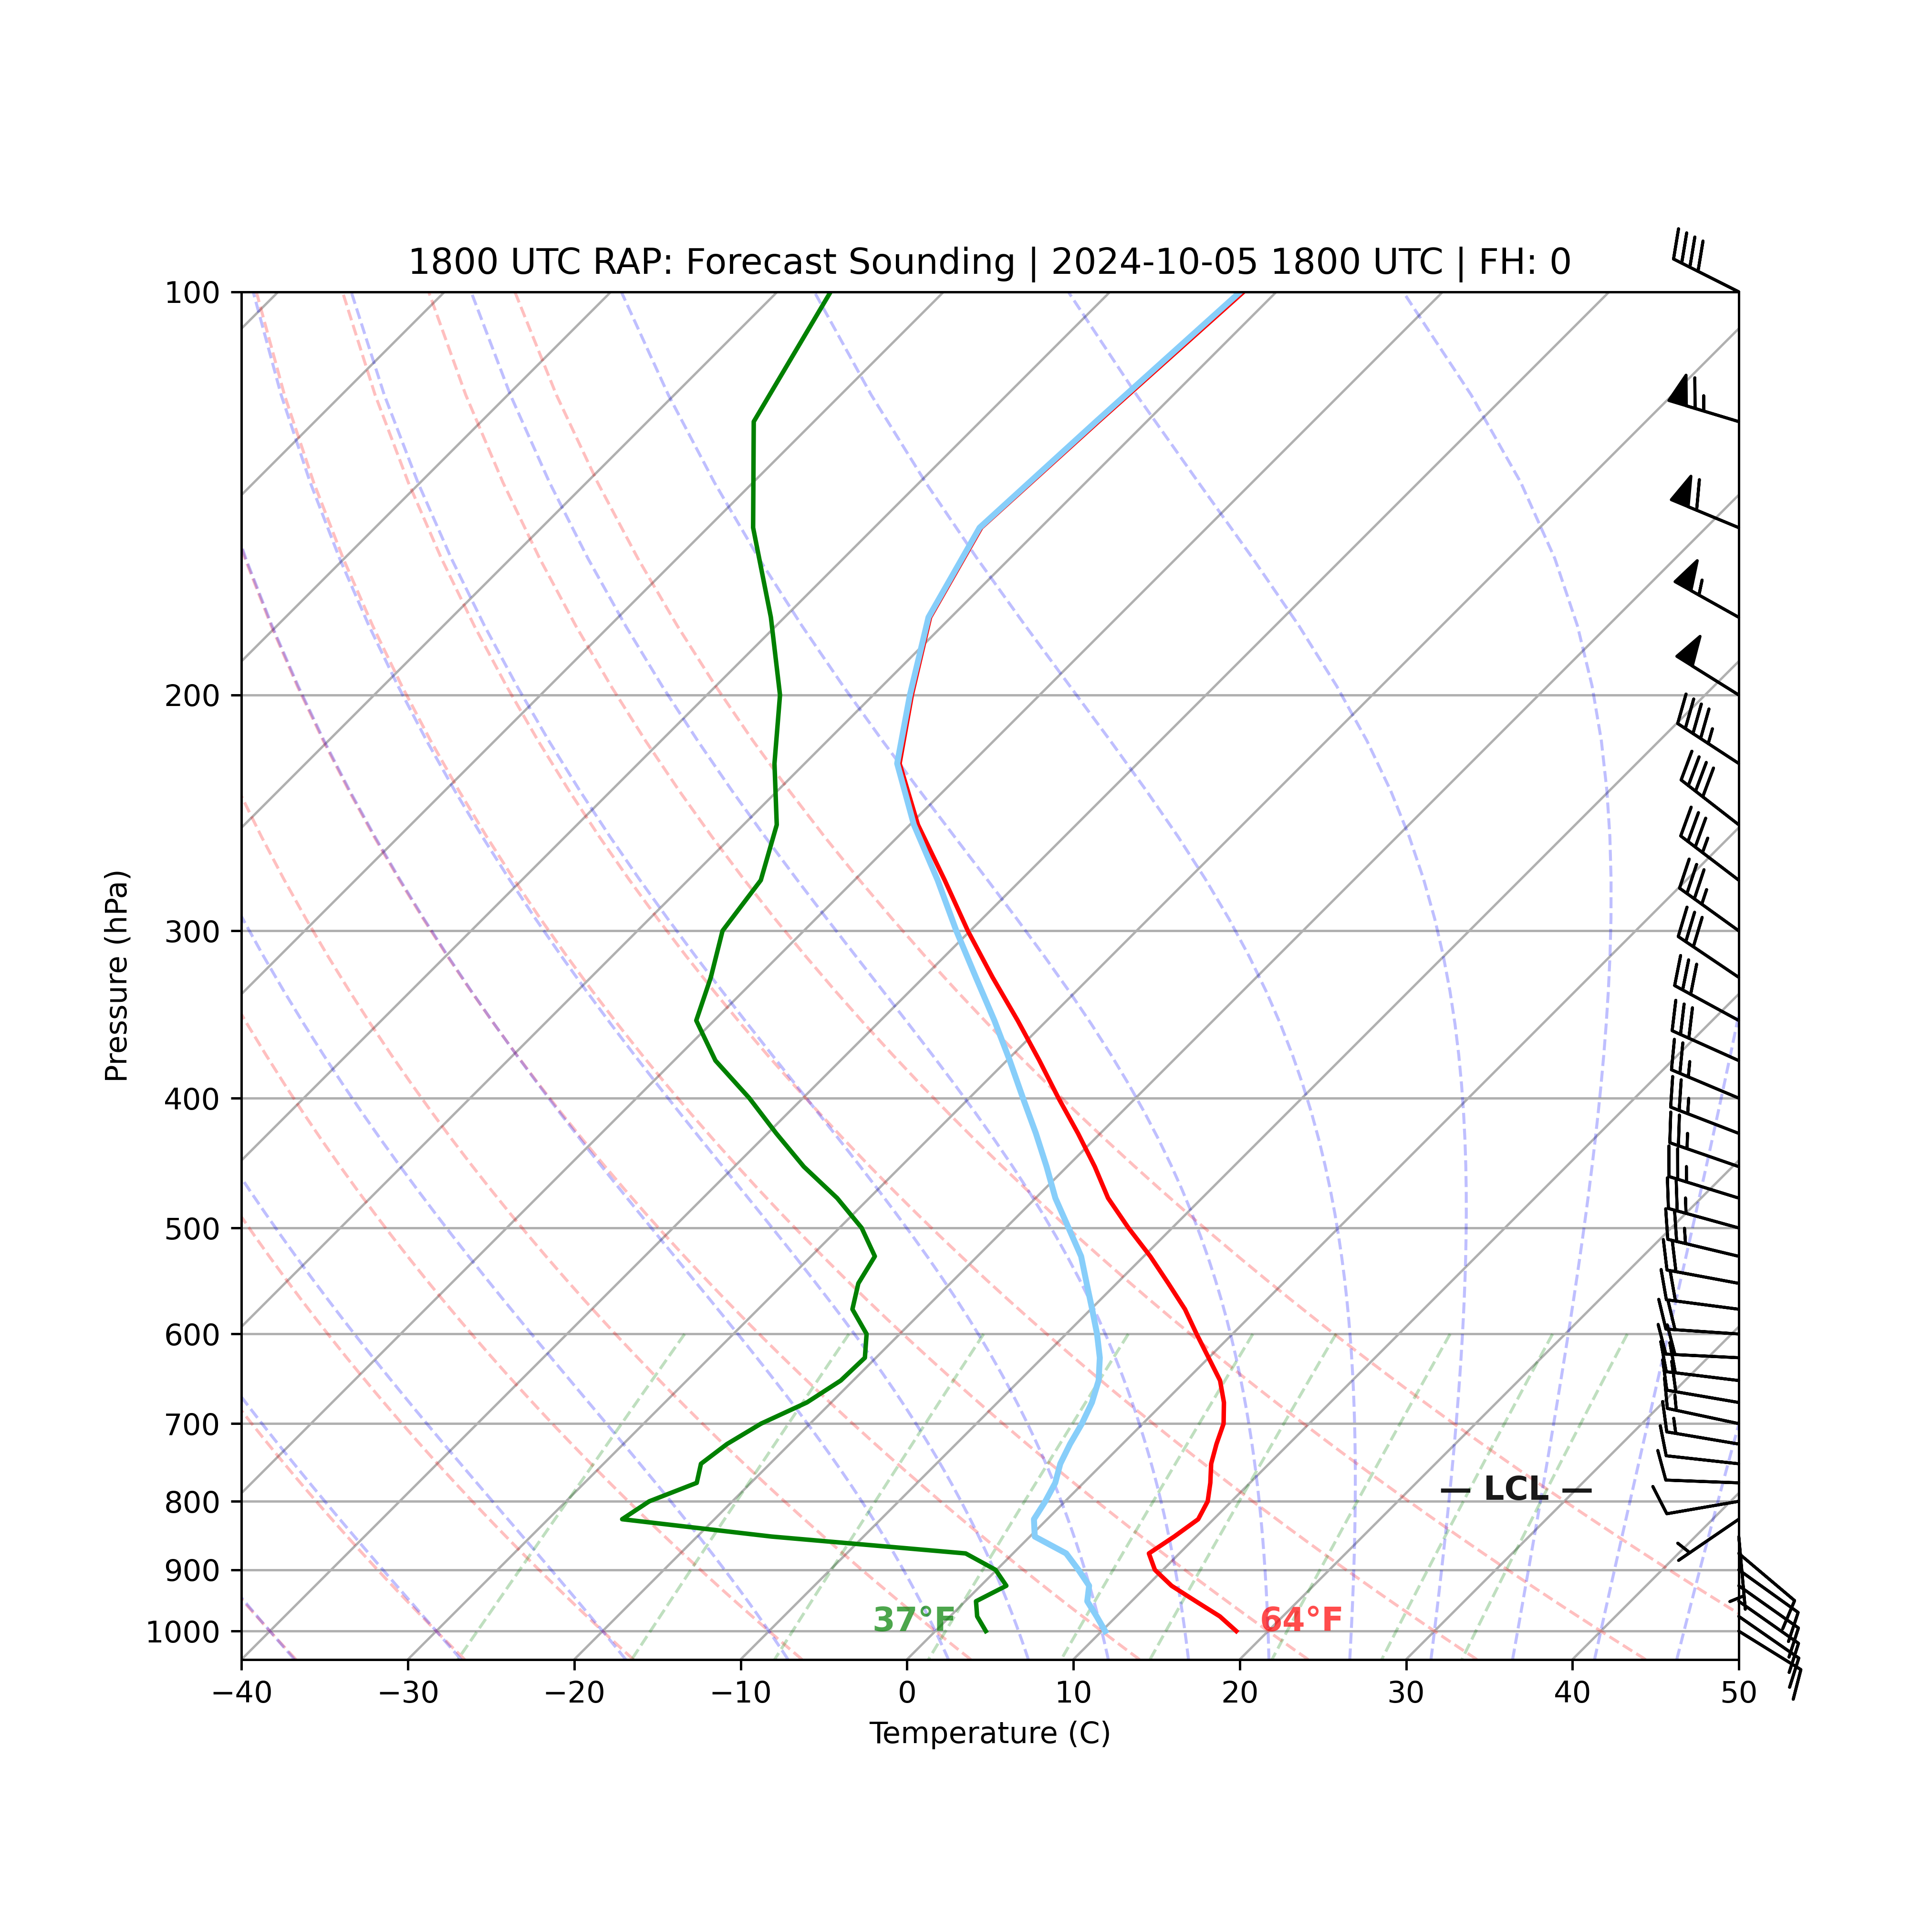 1800 UTC RAP: Forecast Sounding | 2024-10-05 1800 UTC | FH: 0
100
200
300
400
500
600
700
800
900
1000
Pressure (hPa)
— LCL —
37°F
64°F
−40 −30 −20 −10 0 10 20 30 40 50
Temperature (C)